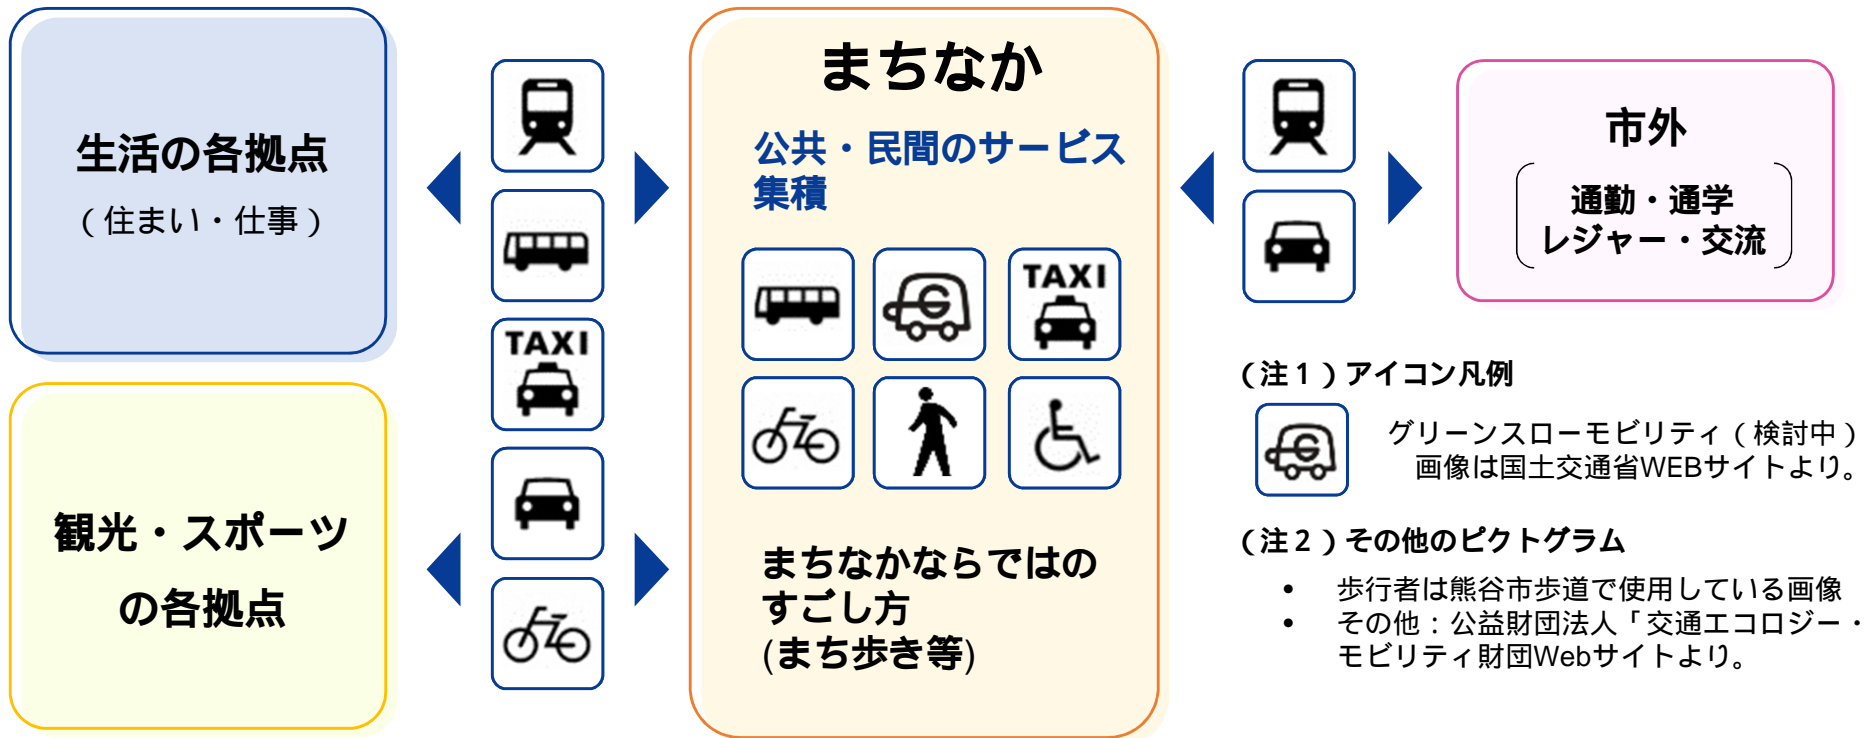 生活の各拠点
（住まい・仕事）
観光・スポーツ
の各拠点
TAXI
まちなか
公共・民間のサービス
集積
TAXI
まちなかならではの
すごし方
(まち歩き等)
市外
通勤・通学
レジャー・交流
（注１）アイコン凡例
グリーンスローモビリティ（検討中）
画像は国土交通省WEBサイトより。
（注２）その他のピクトグラム
• 歩行者は熊谷市歩道で使用している画像
• その他：公益財団法人「交通エコロジー・
モビリティ財団Webサイトより。